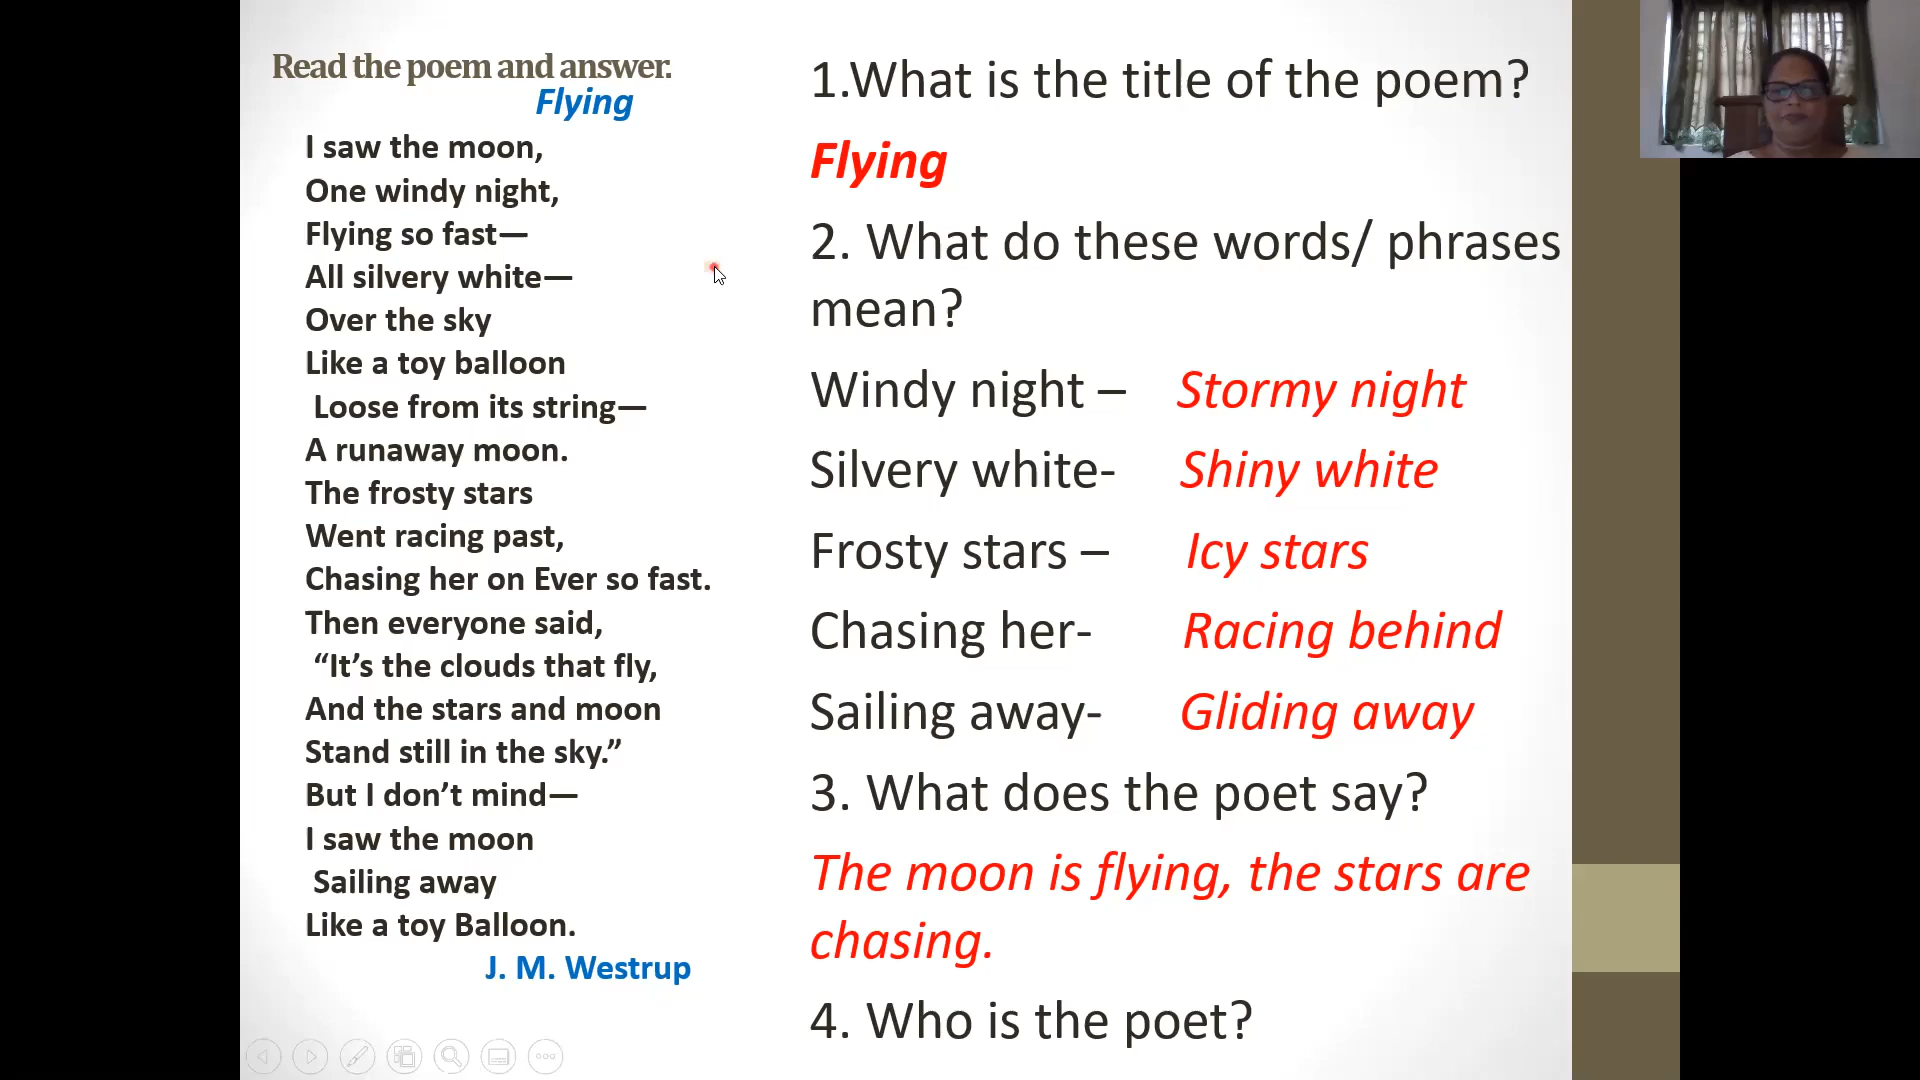 Read the poem and answer.
Flying
I saw the moon,
One windy night,
Flying so fast—
All silvery white—
Over the sky
Like a toy balloon
Loose from its string—
A runaway moon.
The frosty stars
Went racing past,
Chasing her on Ever so fast.
Then everyone said,
“It’s the clouds that fly,
And the stars and moon
Stand still in the sky.”
But I don’t mind—
I saw the moon
Sailing away
Like a toy Balloon.
J. M. Westrup
1.What is the title of the poem?
Flying
2. What do these words/ phrases
mean?
Windy night – Stormy night
Silvery white- Shiny white
Frosty stars – Icy stars
Chasing her- Racing behind
Sailing away- Gliding away
3. What does the poet say?
The moon is flying, the stars are
chasing.
4. Who is the poet?